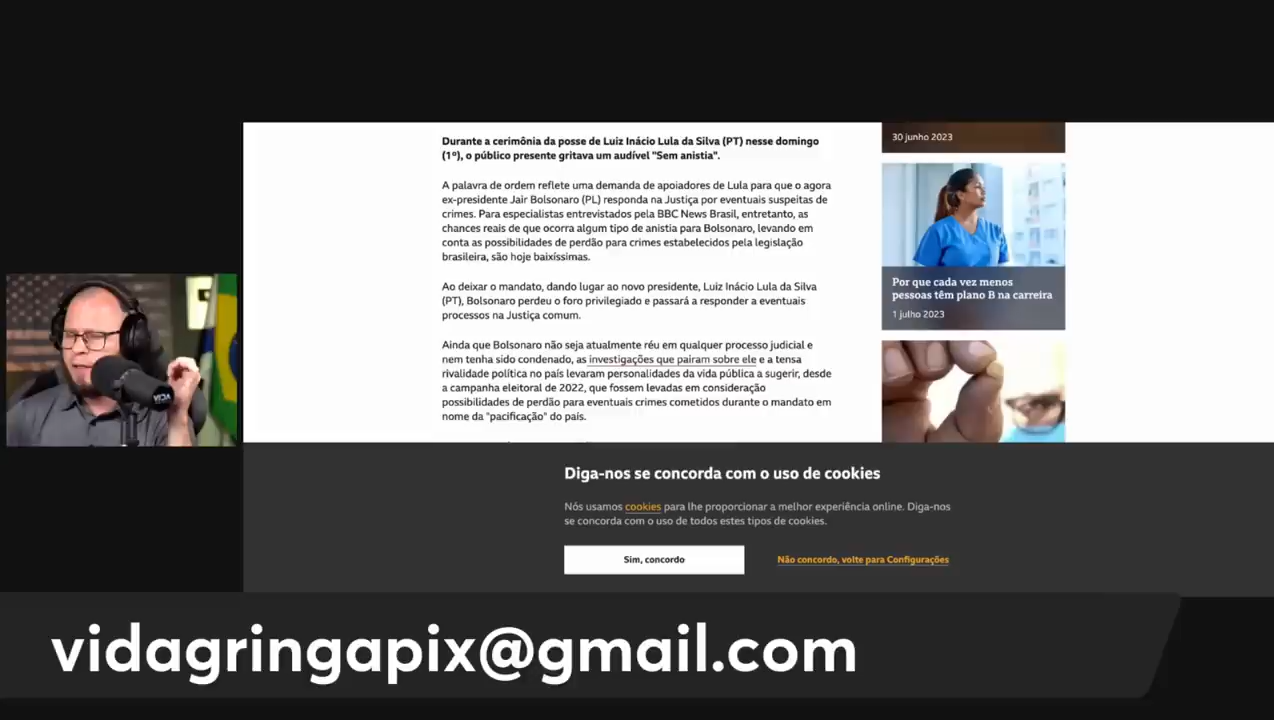 Durante a cerimônia da posse de Luiz Inácio Lula da Silva (PT) nesse domingo
(1º), o público presente gritava um audível "Sem anistia".
A palavra de ordem reflete uma demanda de apoiadores de Lula para que o agora
ex-presidente Jair Bolsonaro (PL) responda na Justiça por eventuais suspeitas de
crimes. Para especialistas entrevistados pela BBC News Brasil, entretanto, as
chances reais de que ocorra algum tipo de anistia para Bolsonaro, levando em
conta as possibilidades de perdão para crimes estabelecidos pela legislação
brasileira, são hoje baixíssimas.
Ao deixar o mandato, dando lugar ao novo presidente, Luiz Inácio Lula da Silva
(PT), Bolsonaro perdeu o foro privilegiado e passará a responder a eventuais
processos na Justiça comum.
Ainda que Bolsonaro não seja atualmente réu em qualquer processo judicial e
nem tenha sido condenado, as investigações que pairam sobre ele e a tensa
rivalidade política no país levaram personalidades da vida pública a sugerir, desde
a campanha eleitoral de 2022, que fossem levadas em consideração
possibilidades de perdão para eventuais crimes cometidos durante o mandato em
nome da "pacificação" do país.
30 junho 2023
Por que cada vez menos
pessoas têm plano B na carreira
1 julho 2023
VIDA
Diga-nos se concorda com o uso de cookies
Nós usamos cookies para lhe proporcionar a melhor experiência online. Diga-nos
se concorda com o uso de todos estes tipos de cookies.
Sim, concordo
Não concordo, volte para Configurações
vidagringapix@gmail.com